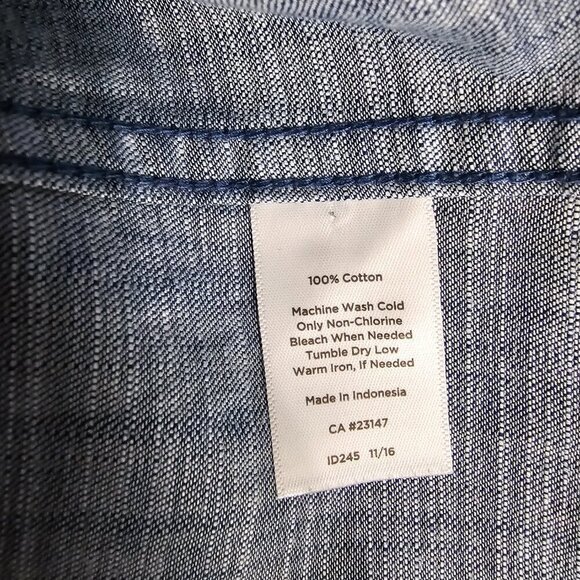 100% Cotton
Machine Wash Cold
Only Non-Chlorine
Bleach When Needed
Tumble Dry Low
Warm Iron, If Needed
Made In Indonesia
CA #23147
ID245 11/16